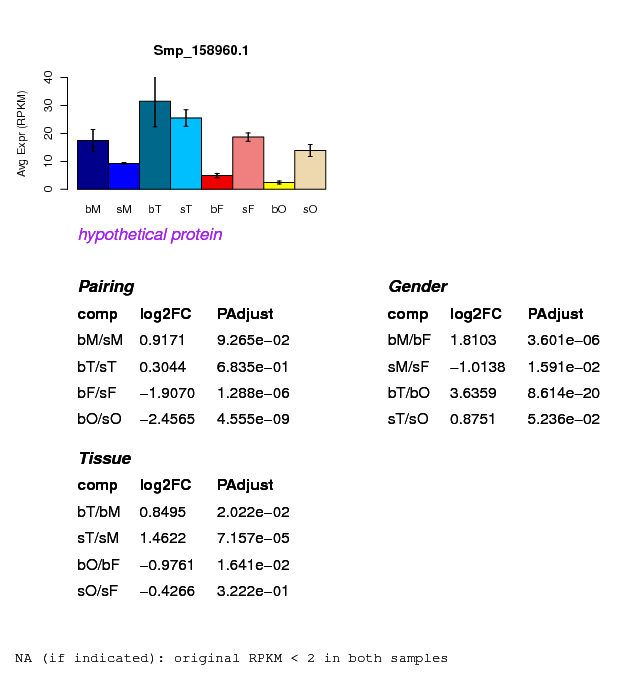 Smp_158960.1
Avg Expr (RPKM)
40
30
20
10
0
bM sM bT sT bF sF bO sO
hypothetical protein
Pairing
comp log2FC PAdjust
bM/sM 0.9171 9.265e−02
bT/sT 0.3044 6.835e−01
bF/sF −1.9070 1.288e−06
bO/sO −2.4565 4.555e−09
Gender
comp log2FC PAdjust
bM/bF 1.8103 3.601e−06
sM/sF −1.0138 1.591e−02
bT/bO 3.6359 8.614e−20
sT/sO 0.8751 5.236e−02
Tissue
comp log2FC PAdjust
bT/bM 0.8495 2.022e−02
sT/sM 1.4622 7.157e−05
bO/bF −0.9761 1.641e−02
sO/sF −0.4266 3.222e−01
NA (if indicated): original RPKM < 2 in both samples